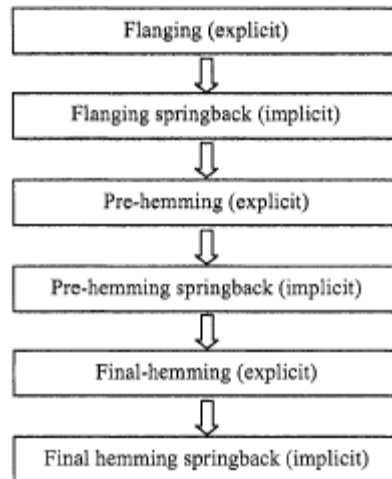 Flanging (explicit)
Flanging springback (implicit)
Pre-hemming (explicit)
Pre-hemming springback (implicit)
Final-hemming (explicit)
Final hemming springback (implicit)